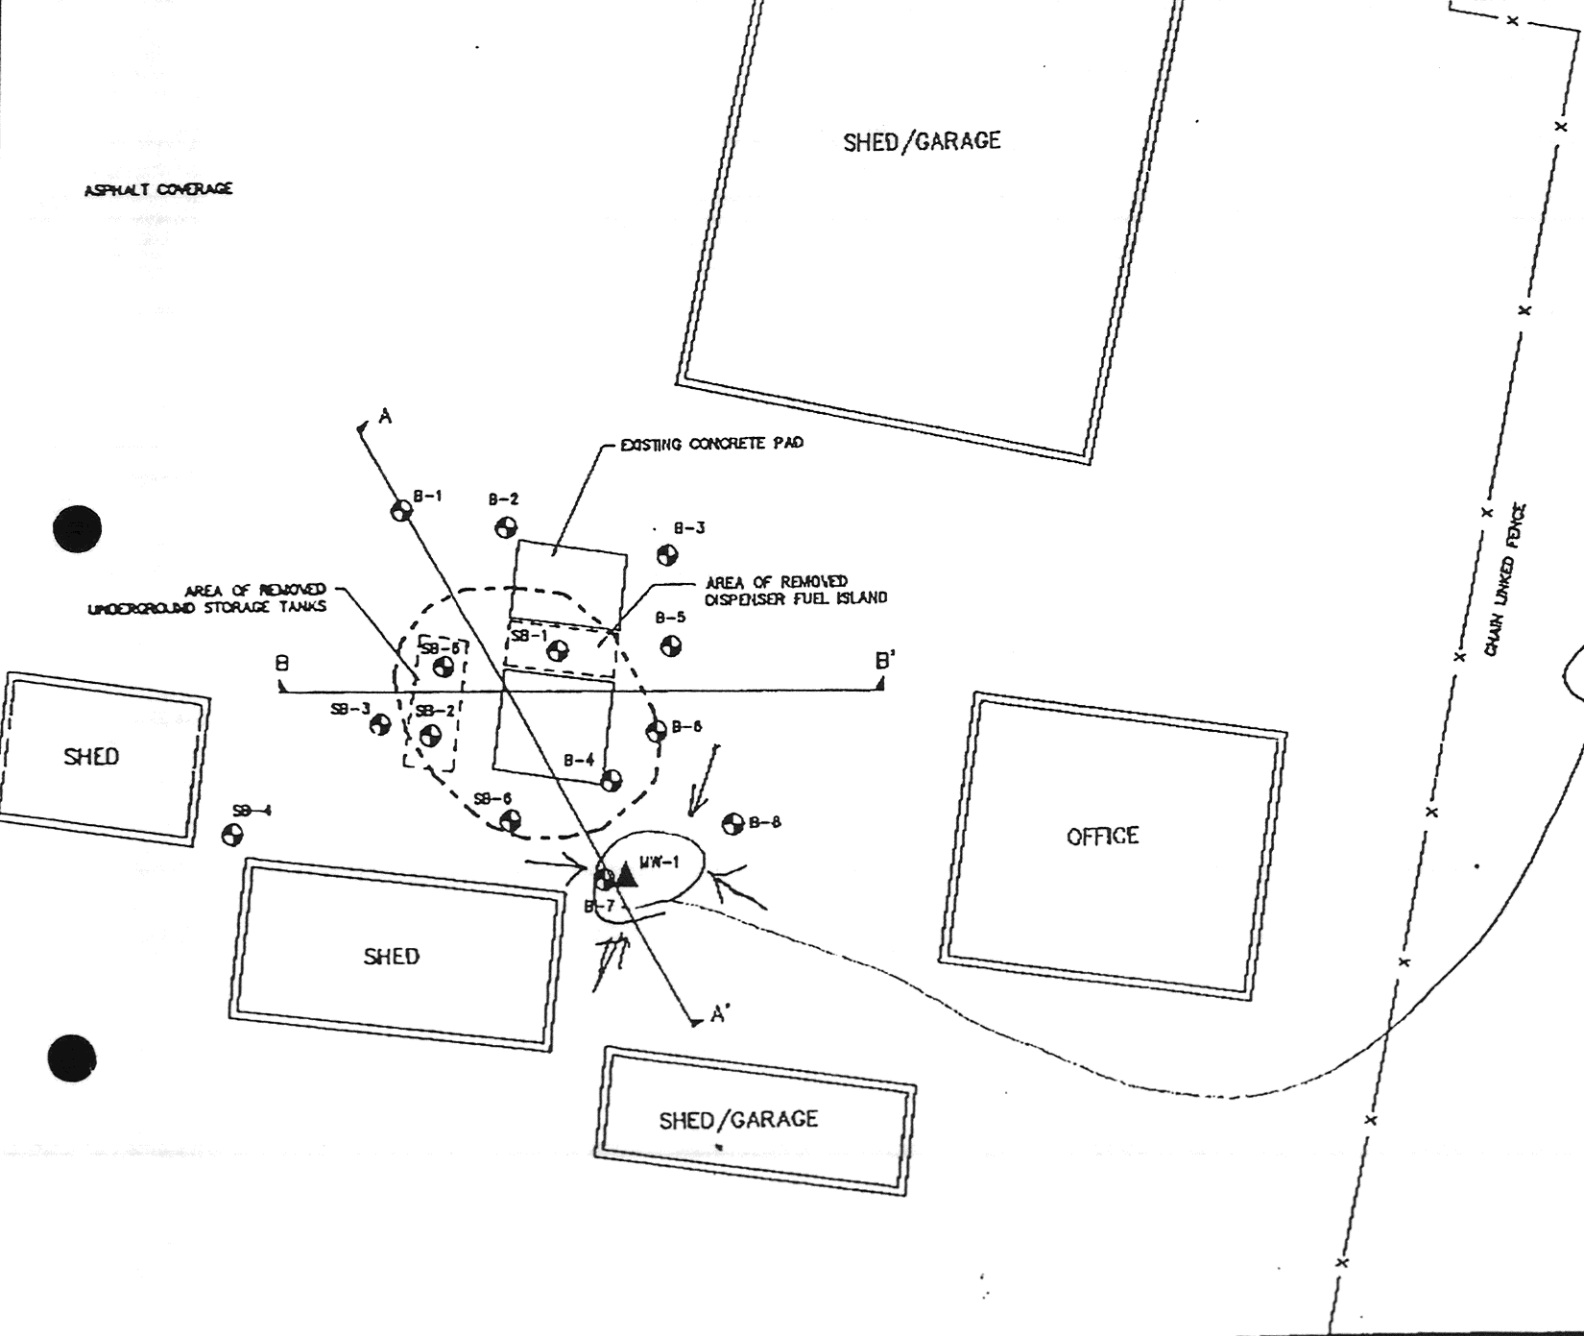 SHED/GARAGE
ASPHALT COVERAGE
A
EXISTING CONCRETE PAD
B-1
B-2
B-3
AREA OF REMOVED
UNDERGROUND STORAGE TANKS
AREA OF REMOVED
DISPENSER FUEL ISLAND
CHAIN LINKED FENCE
B-5
SB-1
SB-5
B
B'
SB-3
SB-2
B-6
SHED
B-4
SB-6
SB-4
B-8
OFFICE
MW-1
B-7
SHED
A'
SHED/GARAGE